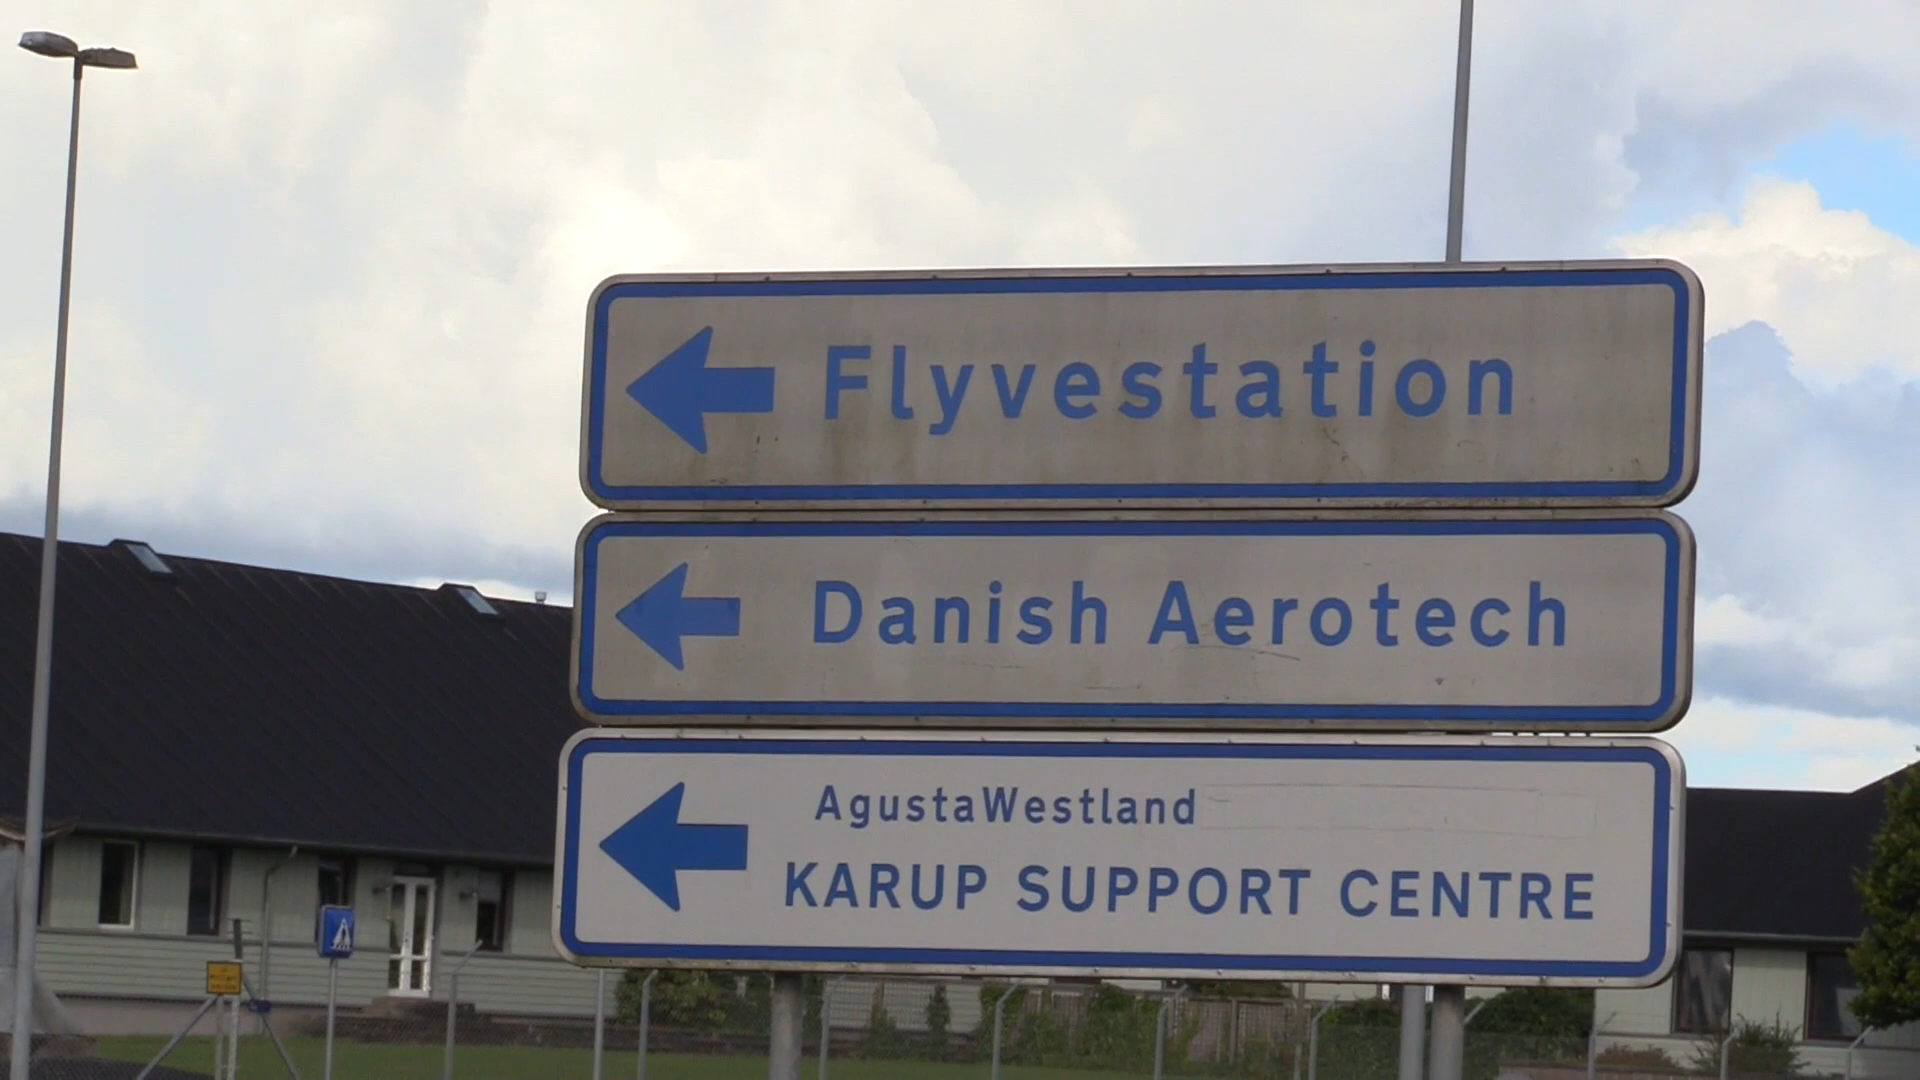 Flyvestation
Danish Aerotech
AgustaWestland
KARUP SUPPORT CENTRE